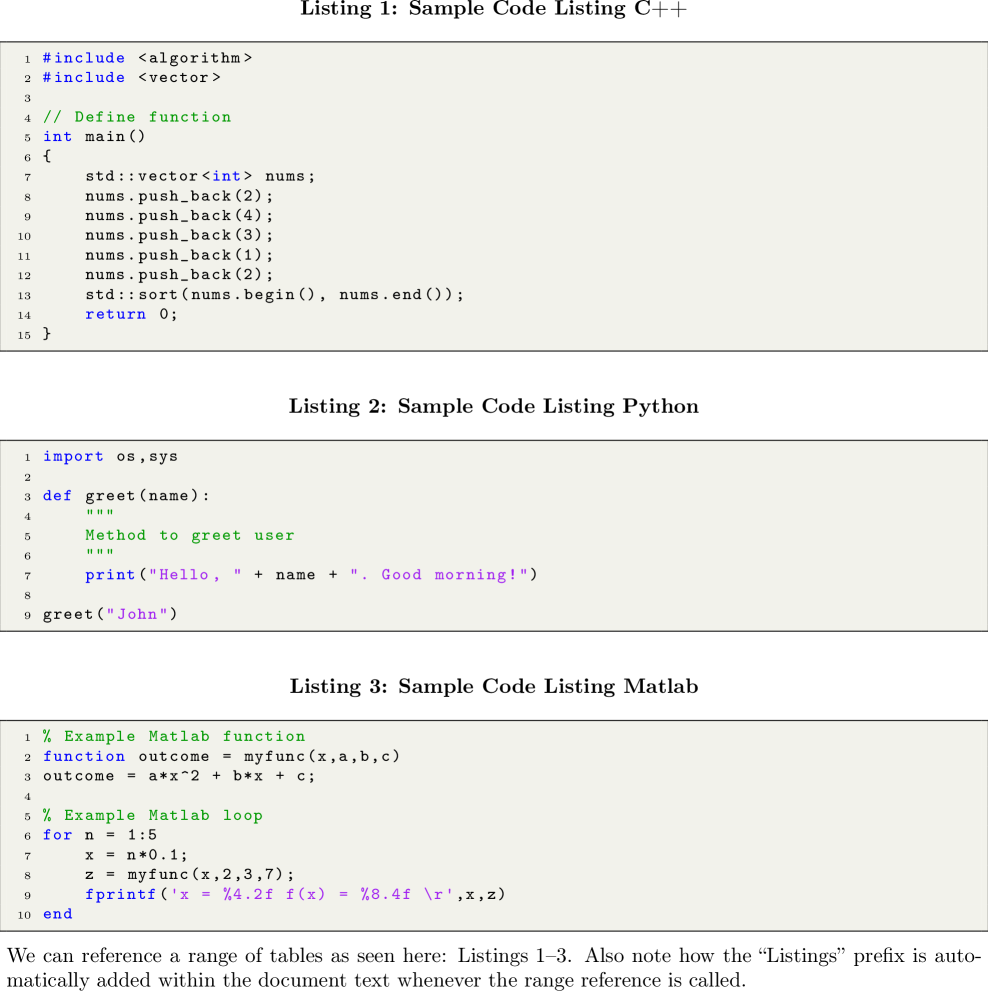 Listing 1: Sample Code Listing C++
1 #include <algorithm>
2 #include <vector>
3
4 // Define function
5 int main()
6 {
7     std::vector<int> nums;
8     nums.push_back(2);
9     nums.push_back(4);
10     nums.push_back(3);
11     nums.push_back(1);
12     nums.push_back(2);
13     std::sort(nums.begin(), nums.end());
14     return 0;
15 }
Listing 2: Sample Code Listing Python
1 import os,sys
2
3 def greet(name):
4     """
5     Method to greet user
6     """
7     print("Hello, " + name + ". Good morning!")
8
9 greet("John")
Listing 3: Sample Code Listing Matlab
1 % Example Matlab function
2 function outcome = myfunc(x,a,b,c)
3 outcome = a*x^2 + b*x + c;
4
5 % Example Matlab loop
6 for n = 1:5
7     x = n*0.1;
8     z = myfunc(x,2,3,7);
9     fprintf('x = %4.2f f(x) = %8.4f \r',x,z)
10 end
We can reference a range of tables as seen here: Listings 1–3. Also note how the “Listings” prefix is auto-
matically added within the document text whenever the range reference is called.